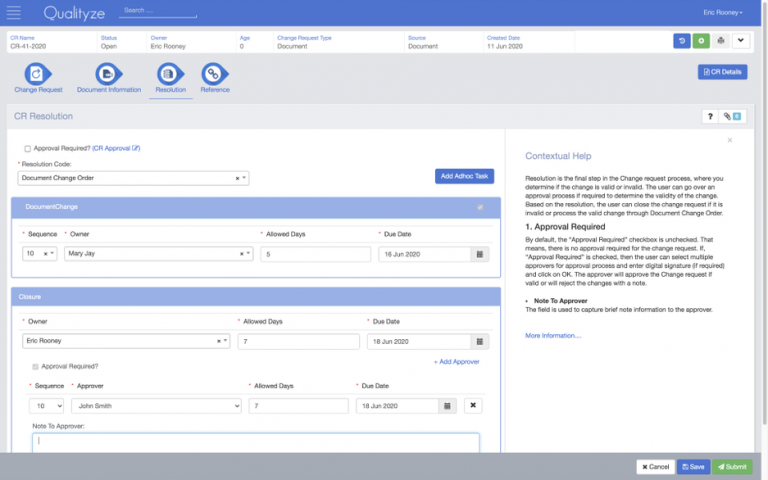 Qualityze
Search ....
Eric Rooney
CR Name Status Owner Age Change Request Type Source Created Date
CR-41-2020 Open Eric Rooney 0 Document Document 11 Jun 2020
Change Request Document Information Resolution Reference
CR Details
CR Resolution
? 0
Approval Required? (CR Approval)
* Resolution Code:
Document Change Order
Add Adhoc Task
DocumentChange
* Sequence * Owner * Allowed Days * Due Date
10 Mary Jay 5 16 Jun 2020
Closure
* Owner * Allowed Days * Due Date
Eric Rooney 7 18 Jun 2020
Approval Required?
+ Add Approver
* Sequence * Approver * Allowed Days * Due Date
10 John Smith 7 18 Jun 2020
Note To Approver:
Contextual Help
Resolution is the final step in the Change request process, where you
determine if the change is valid or invalid. The user can go over an
approval process if required to determine the validity of the change.
Based on the resolution, the user can close the change request if it is
invalid or process the valid change through Document Change Order.
1. Approval Required
By default, the “Approval Required” checkbox is unchecked. That
means, there is no approval required for the change request. If,
“Approval Required” is checked, then the user can select multiple
approvers for approval process and enter digital signature (if required)
and click on OK. The approver will approve the Change request if
valid or will reject the changes with a note.
• Note To Approver
The field is used to capture brief note information to the approver.
More Information....
Cancel Save Submit